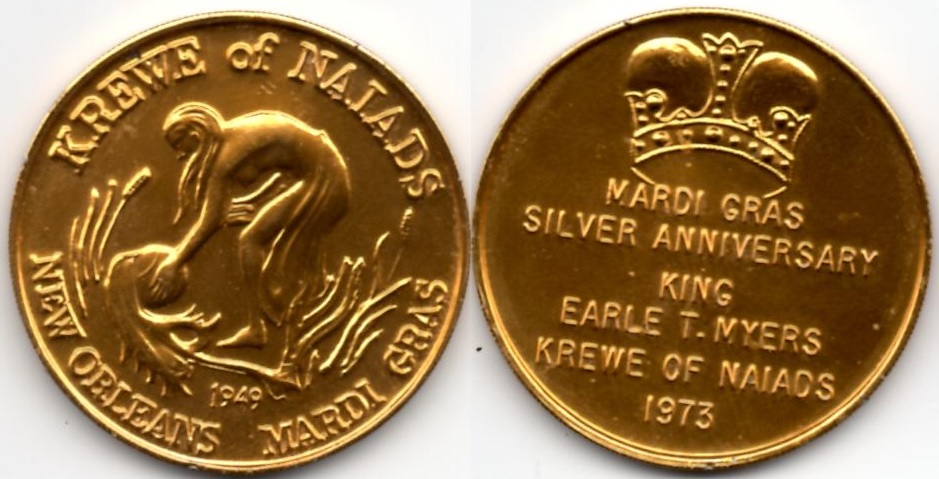 KREWE of NAIADS
NEW ORLEANS MARDI GRAS
1949
MARDI GRAS
SILVER ANNIVERSARY
KING
EARLE T. MYERS
KREWE OF NAIADS
1973